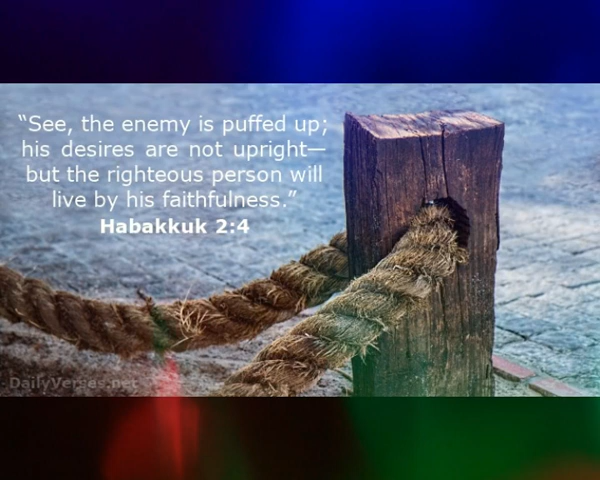 “See, the enemy is puffed up;
his desires are not upright—
but the righteous person will
live by his faithfulness.”
Habakkuk 2:4
DailyVerses.net